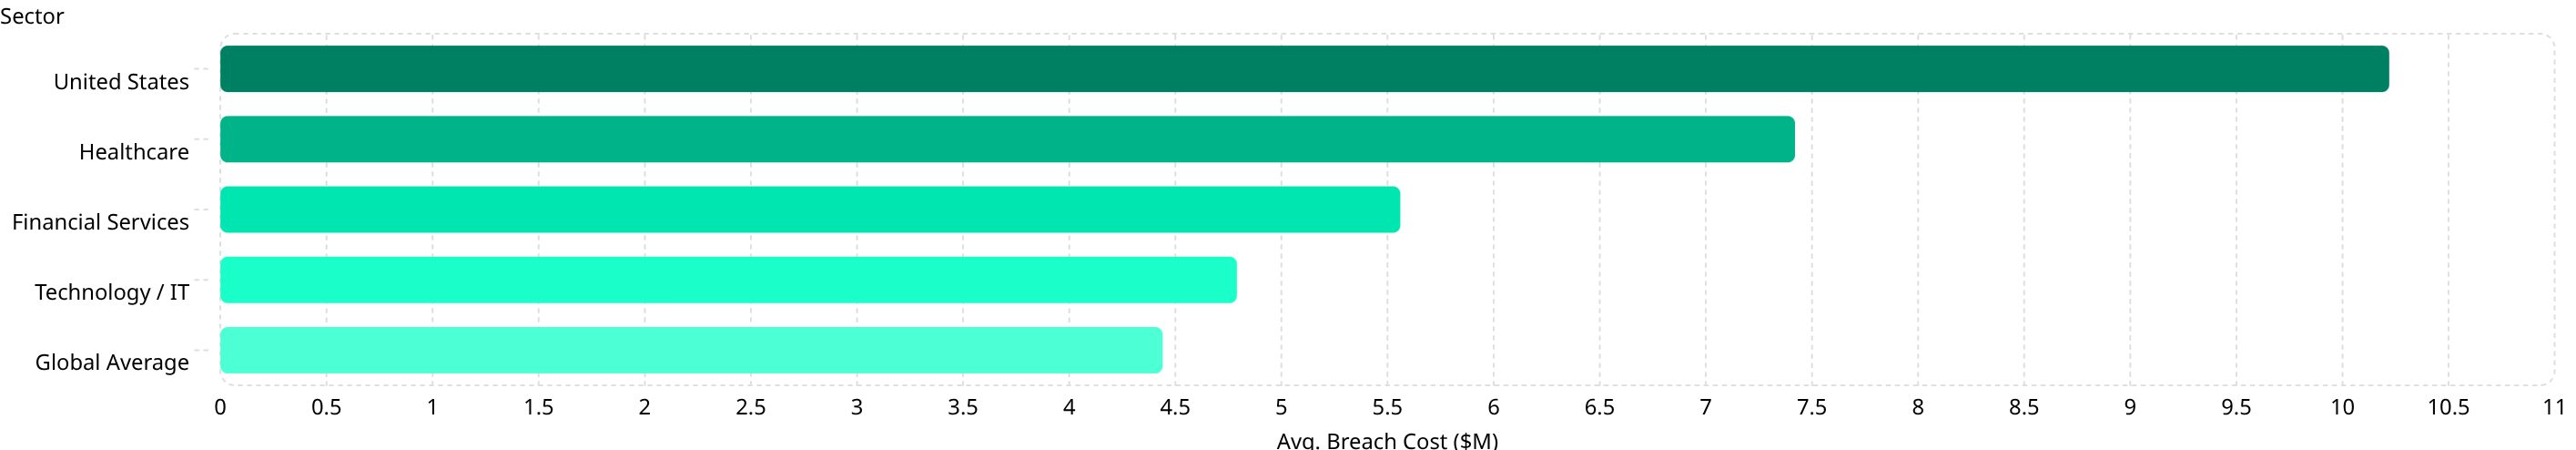 Sector
United States
Healthcare
Financial Services
Technology / IT
Global Average
0 0.5 1 1.5 2 2.5 3 3.5 4 4.5 5 5.5 6 6.5 7 7.5 8 8.5 9 9.5 10 10.5 11
Avg. Breach Cost ($M)